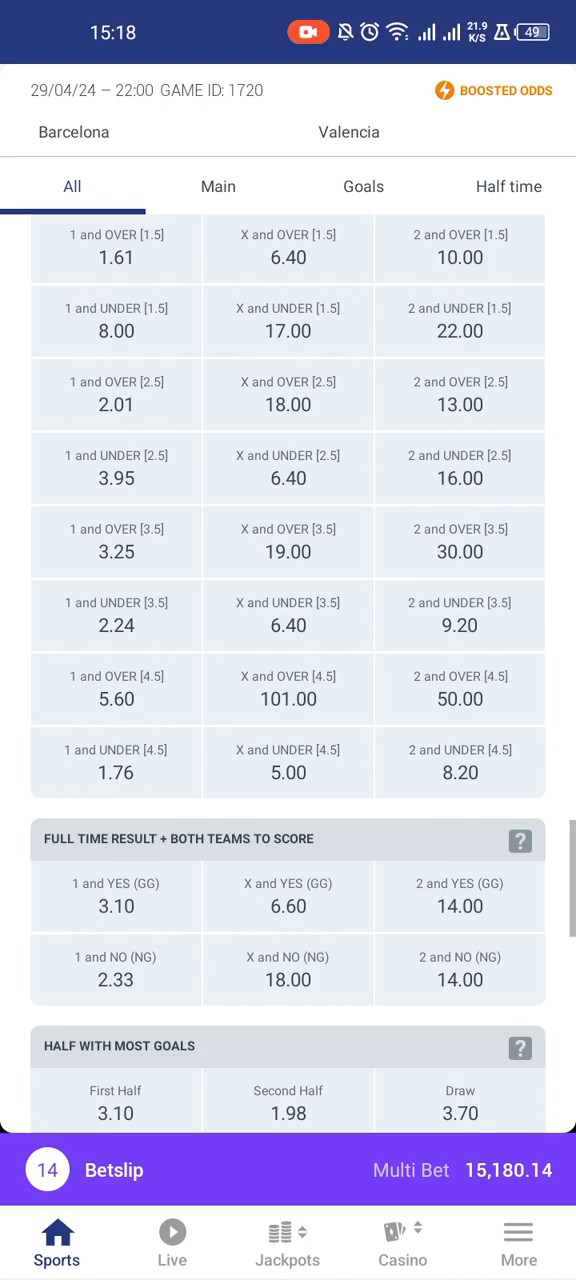 15:18
21.9
K/S
49
29/04/24 – 22:00 GAME ID: 1720
BOOSTED ODDS
Barcelona Valencia
All Main Goals Half time
1 and OVER [1.5] X and OVER [1.5] 2 and OVER [1.5]
1.61 6.40 10.00
1 and UNDER [1.5] X and UNDER [1.5] 2 and UNDER [1.5]
8.00 17.00 22.00
1 and OVER [2.5] X and OVER [2.5] 2 and OVER [2.5]
2.01 18.00 13.00
1 and UNDER [2.5] X and UNDER [2.5] 2 and UNDER [2.5]
3.95 6.40 16.00
1 and OVER [3.5] X and OVER [3.5] 2 and OVER [3.5]
3.25 19.00 30.00
1 and UNDER [3.5] X and UNDER [3.5] 2 and UNDER [3.5]
2.24 6.40 9.20
1 and OVER [4.5] X and OVER [4.5] 2 and OVER [4.5]
5.60 101.00 50.00
1 and UNDER [4.5] X and UNDER [4.5] 2 and UNDER [4.5]
1.76 5.00 8.20
FULL TIME RESULT + BOTH TEAMS TO SCORE ?
1 and YES (GG) X and YES (GG) 2 and YES (GG)
3.10 6.60 14.00
1 and NO (NG) X and NO (NG) 2 and NO (NG)
2.33 18.00 14.00
HALF WITH MOST GOALS ?
First Half Second Half Draw
3.10 1.98 3.70
14 Betslip Multi Bet 15,180.14
Sports Live Jackpots Casino More